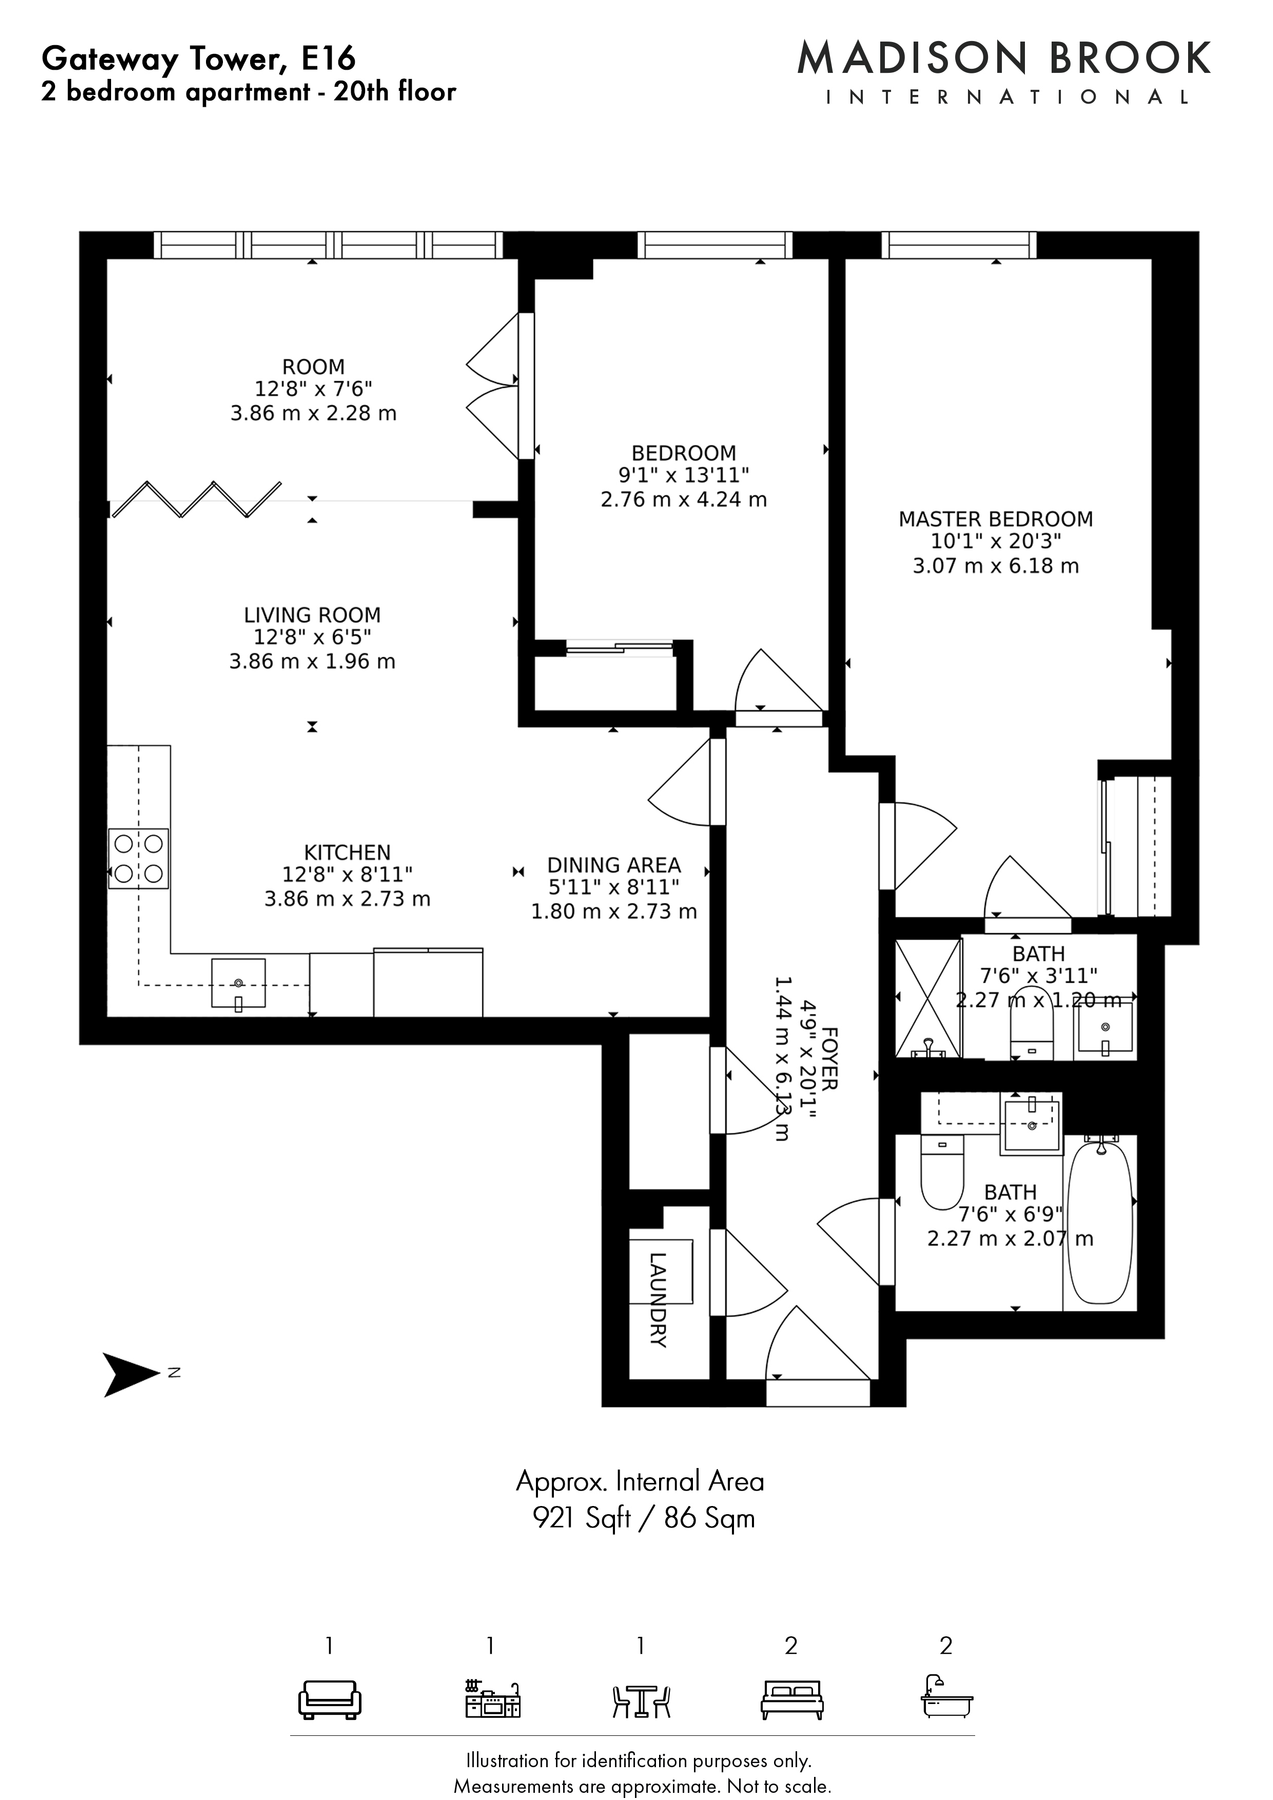 Gateway Tower, E16
2 bedroom apartment - 20th floor
MADISON BROOK
INTERNATIONAL
ROOM
12'8" x 7'6"
3.86 m x 2.28 m
BEDROOM
9'1" x 13'11"
2.76 m x 4.24 m
MASTER BEDROOM
10'1" x 20'3"
3.07 m x 6.18 m
LIVING ROOM
12'8" x 6'5"
3.86 m x 1.96 m
KITCHEN
12'8" x 8'11"
3.86 m x 2.73 m
DINING AREA
5'11" x 8'11"
1.80 m x 2.73 m
BATH
7'6" x 3'11"
2.27 m x 1.20 m
FOYER
4'9" x 20'1"
1.44 m x 6.13 m
BATH
7'6" x 6'9"
2.27 m x 2.07 m
LAUNDRY
N
Approx. Internal Area
921 Sqft / 86 Sqm
1 1 1 2 2
Illustration for identification purposes only.
Measurements are approximate. Not to scale.